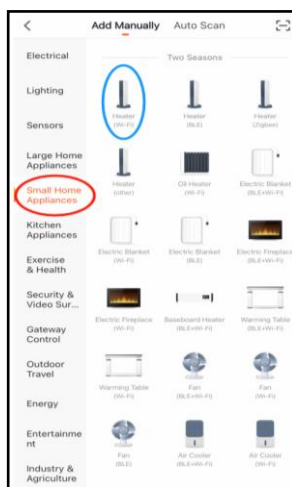 Add Manually Auto Scan
Electrical
Lighting
Sensors
Large Home
Appliances
Small Home
Appliances
Kitchen
Appliances
Exercise
& Health
Security &
Video Sur...
Gateway
Control
Outdoor
Travel
Energy
Entertainme
nt
Industry &
Agriculture
Two Seasons
Heater
(Wi-Fi)
Heater
(BLE)
Heater
(Zigbee)
Heater
(other)
Oil Heater
(Wi-Fi)
Electric Blanket
(BLE+Wi-Fi)
Electric Blanket
(Wi-Fi)
Electric Blanket
(BLE)
Electric Fireplace
(BLE+Wi-Fi)
Electric Fireplace
(Wi-Fi)
Baseboard Heater
(BLE+Wi-Fi)
Warming Table
(BLE+Wi-Fi)
Warming Table
(Wi-Fi)
Fan
(BLE+Wi-Fi)
Fan
(Wi-Fi)
Fan
(BLE)
Air Cooler
(BLE+Wi-Fi)
Air Cooler
(Wi-Fi)